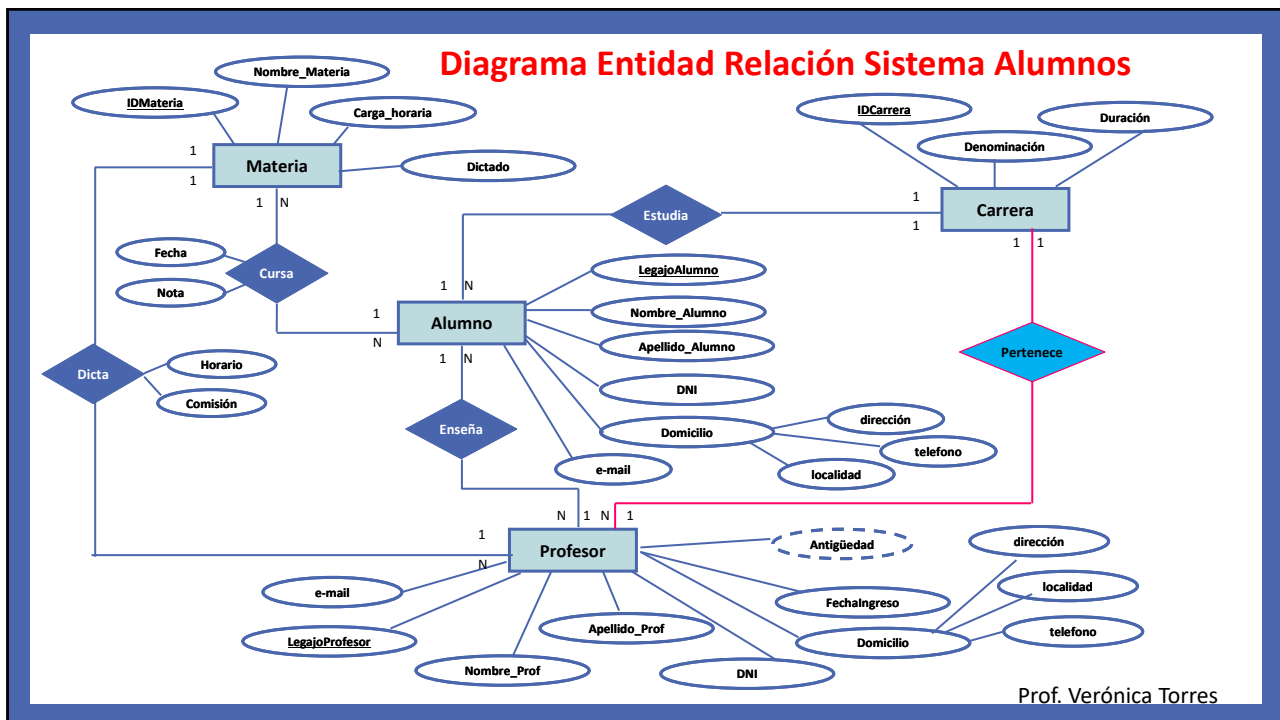 Diagrama Entidad Relación Sistema Alumnos
Nombre_Materia
IDMateria
Carga_horaria
Dictado
Materia
1
1
1 N
IDCarrera
Duración
Denominación
Carrera
1
1
1 1
Estudia
Fecha
Nota
Cursa
1 N
1
N
Alumno
1 N
LegajoAlumno
Nombre_Alumno
Apellido_Alumno
DNI
Domicilio
dirección
telefono
localidad
e-mail
Pertenece
Dicta
Horario
Comisión
Enseña
N 1 N 1
1
N
Profesor
Antigüedad
FechaIngreso
Domicilio
dirección
localidad
telefono
e-mail
LegajoProfesor
Nombre_Prof
Apellido_Prof
DNI
Prof. Verónica Torres